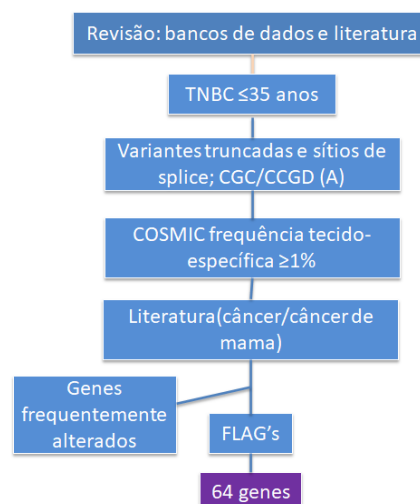 Revisão: bancos de dados e literatura
TNBC ≤35 anos
Variantes truncadas e sítios de
splice; CGC/CCGD (A)
COSMIC frequência tecido-
específica ≥1%
Literatura(câncer/câncer de
mama)
Genes
frequentemente
alterados
FLAG's
64 genes